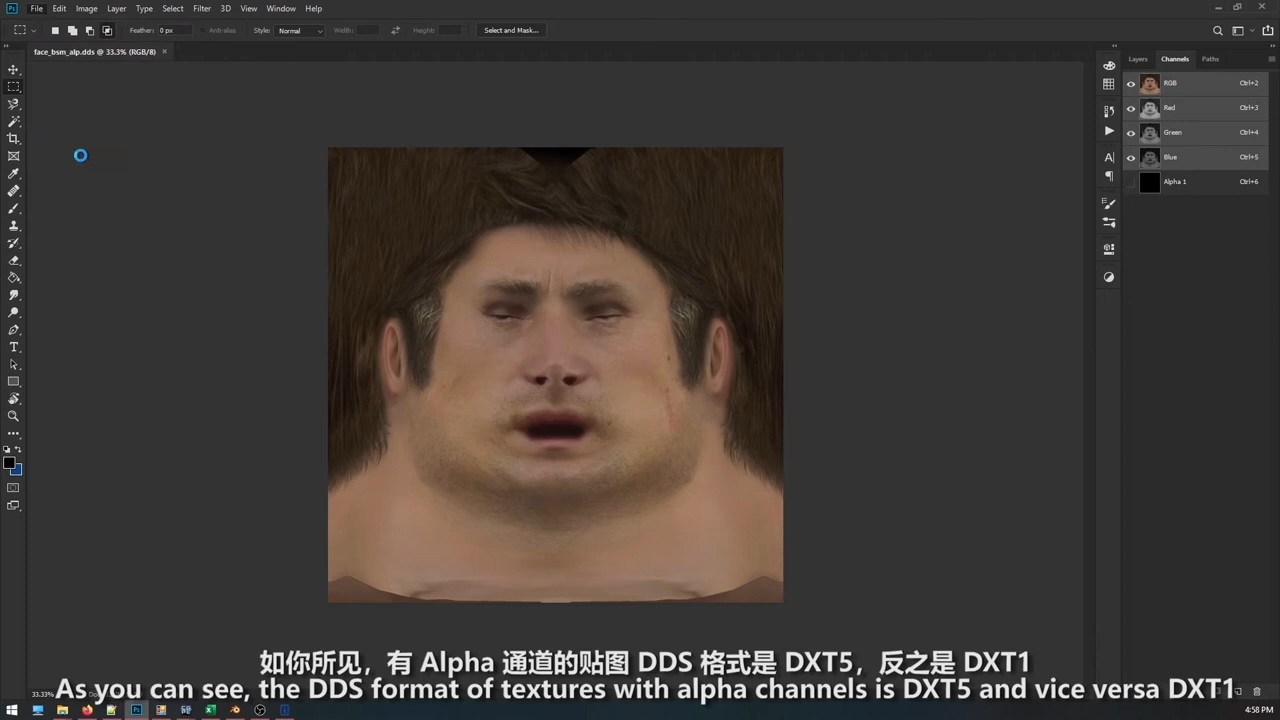 File Edit Image Layer Type Select Filter 3D View Window Help
Feather: 0 px Anti-alias Style: Normal Width: Height: Select and Mask...
face_bsm_alp.dds @ 33.3% (RGB/8)
Layers Channels Paths
RGB Ctrl+2
Red Ctrl+3
Green Ctrl+4
Blue Ctrl+5
Alpha 1 Ctrl+6
如你所见，有 Alpha 通道的贴图 DDS 格式是 DXT5，反之是 DXT1
As you can see, the DDS format of textures with alpha channels is DXT5 and vice versa DXT1
33.33%
4:58 PM